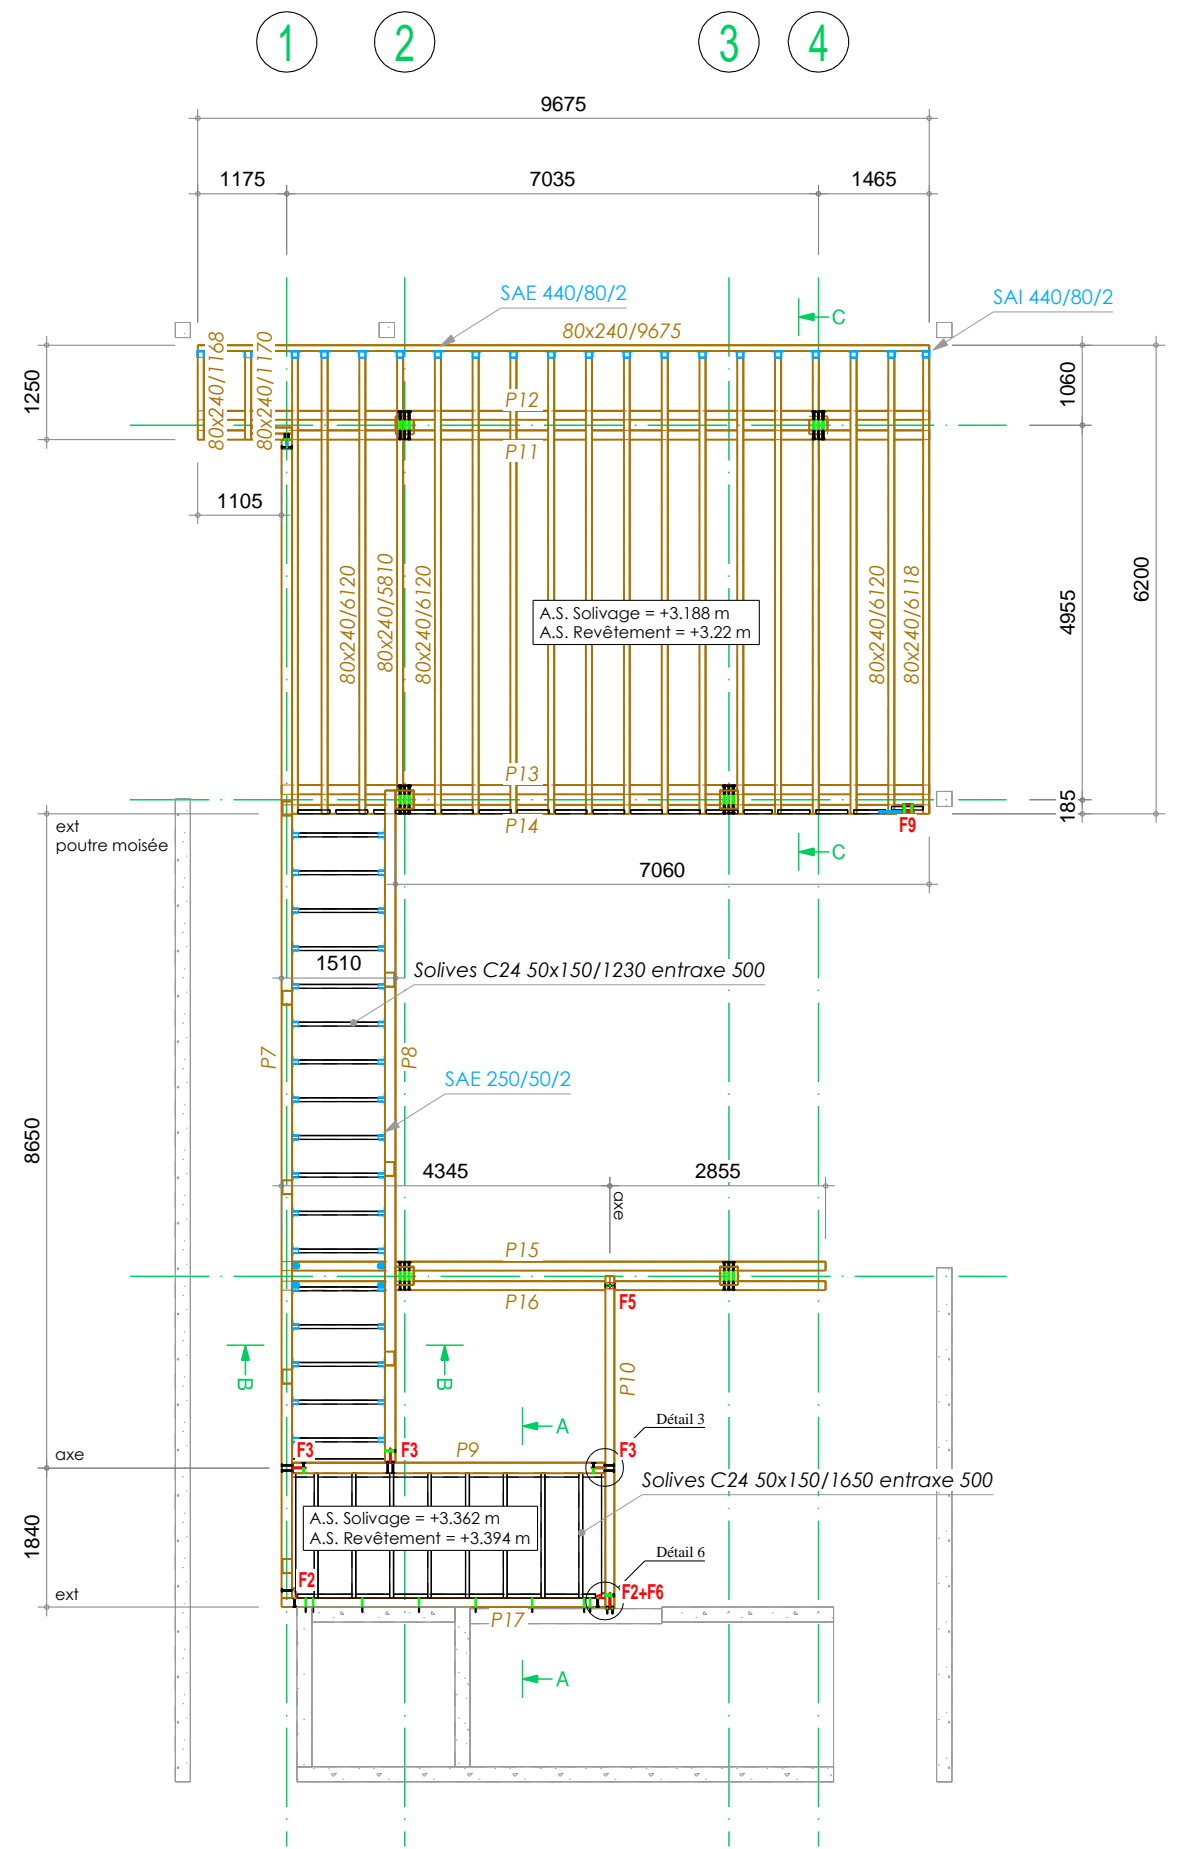 1
2
3
4
9675
1175
7035
1465
SAE 440/80/2
SAI 440/80/2
C
80x240/9675
80x240/1168
80x240/1170
1250
1060
P12
P11
1105
80x240/6120
80x240/5810
80x240/6120
80x240/6120
80x240/6118
A.S. Solivage = +3.188 m
A.S. Revêtement = +3.22 m
4955
6200
P13
185
P14
F9
ext
poutre moisée
C
7060
1510
Solives C24 50x150/1230 entraxe 500
P7
P8
SAE 250/50/2
8650
4345
2855
axe
P15
P16
F5
B
B
P10
A
Détail 3
axe
F3
F3
P9
F3
Solives C24 50x150/1650 entraxe 500
A.S. Solivage = +3.362 m
A.S. Revêtement = +3.394 m
1840
Détail 6
ext
F2
F2+F6
P17
A